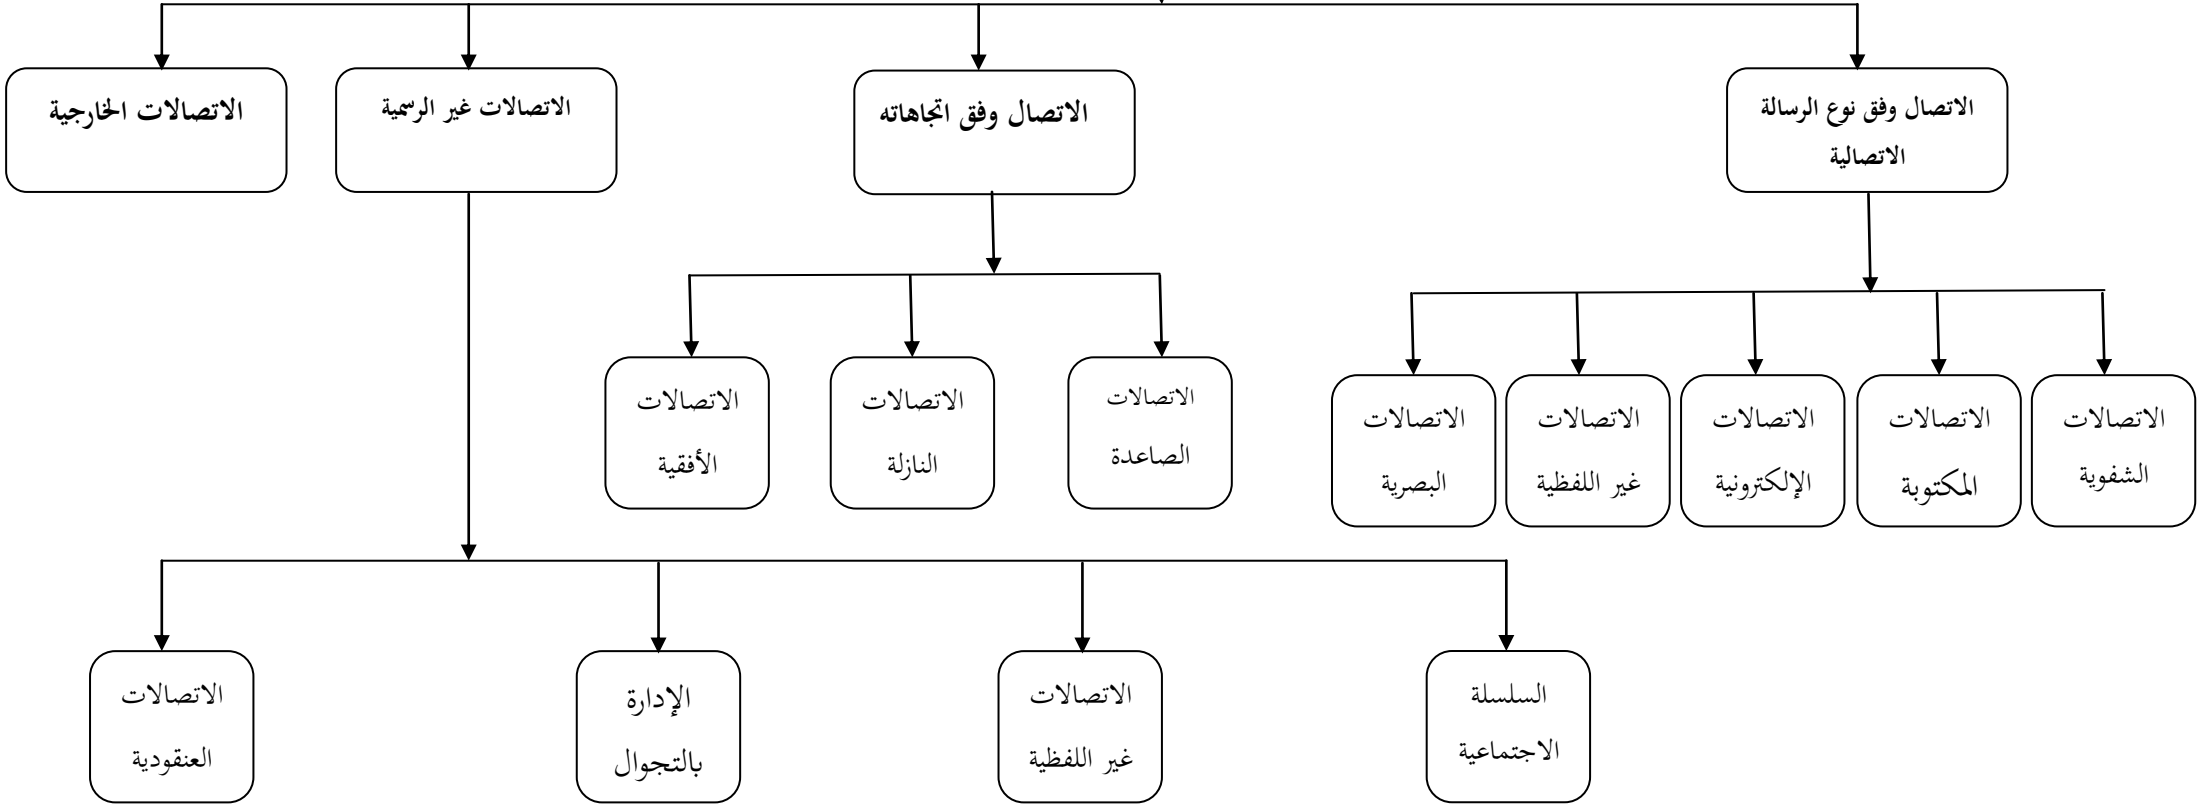 الاتصال وفق نوع الرسالة
الاتصالية
الاتصال وفق اتجاهاته
الاتصالات غير الرسمية
الاتصالات الخارجية
الاتصالات
الشفوية
الاتصالات
المكتوبة
الاتصالات
الإلكترونية
الاتصالات
غير اللفظية
الاتصالات
البصرية
الاتصالات
الصاعدة
الاتصالات
النازلة
الاتصالات
الأفقية
السلسلة
الاجتماعية
الاتصالات
غير اللفظية
الإدارة
بالتجوال
الاتصالات
العنقودية